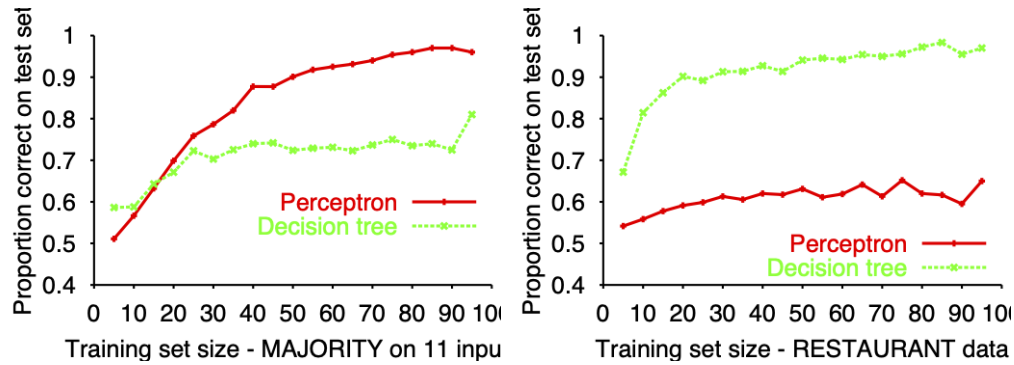 Proportion correct on test set
1
0.9
0.8
0.7
0.6
0.5
0.4
0 10 20 30 40 50 60 70 80 90 100
Perceptron
Decision tree
Training set size - MAJORITY on 11 inpu
Proportion correct on test set
1
0.9
0.8
0.7
0.6
0.5
0.4
0 10 20 30 40 50 60 70 80 90 100
Perceptron
Decision tree
Training set size - RESTAURANT data